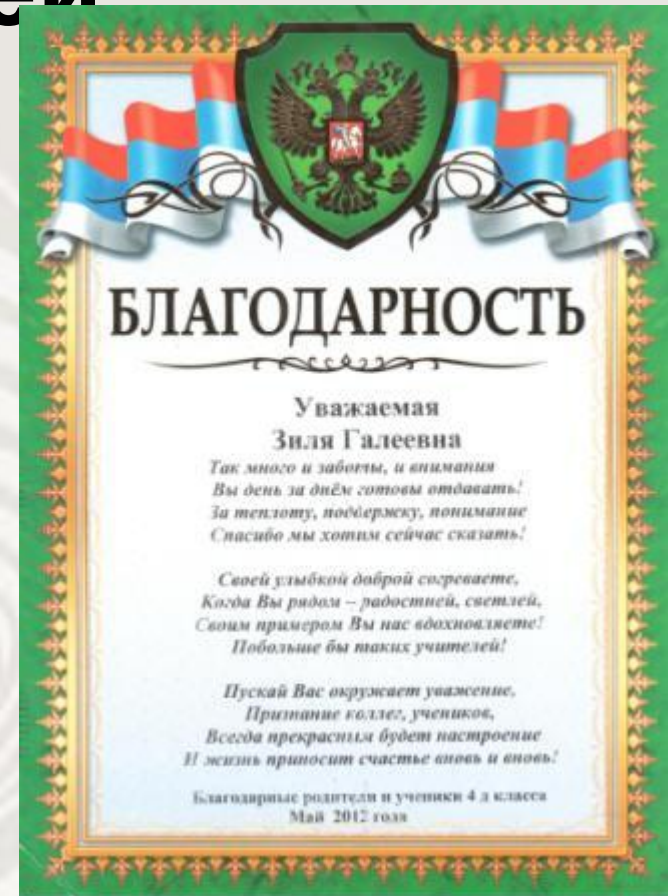 БЛАГОДАРНОСТЬ
Уважаемая
Зиля Галеевна
Так много и заботы, и внимания
Вы день за днём готовы отдавать!
За теплоту, поддержку, понимание
Спасибо мы хотим сейчас сказать!
Своей улыбкой доброй согреваете,
Когда Вы рядом – радостней, светлей,
Своим примером Вы нас вдохновляете!
Побольше бы таких учителей!
Пускай Вас окружает уважение,
Признание коллег, учеников,
Всегда прекрасным будет настроение
И жизнь приносит счастье вновь и вновь!
Благодарные родители и ученики 4 д класса
Май 2012 года